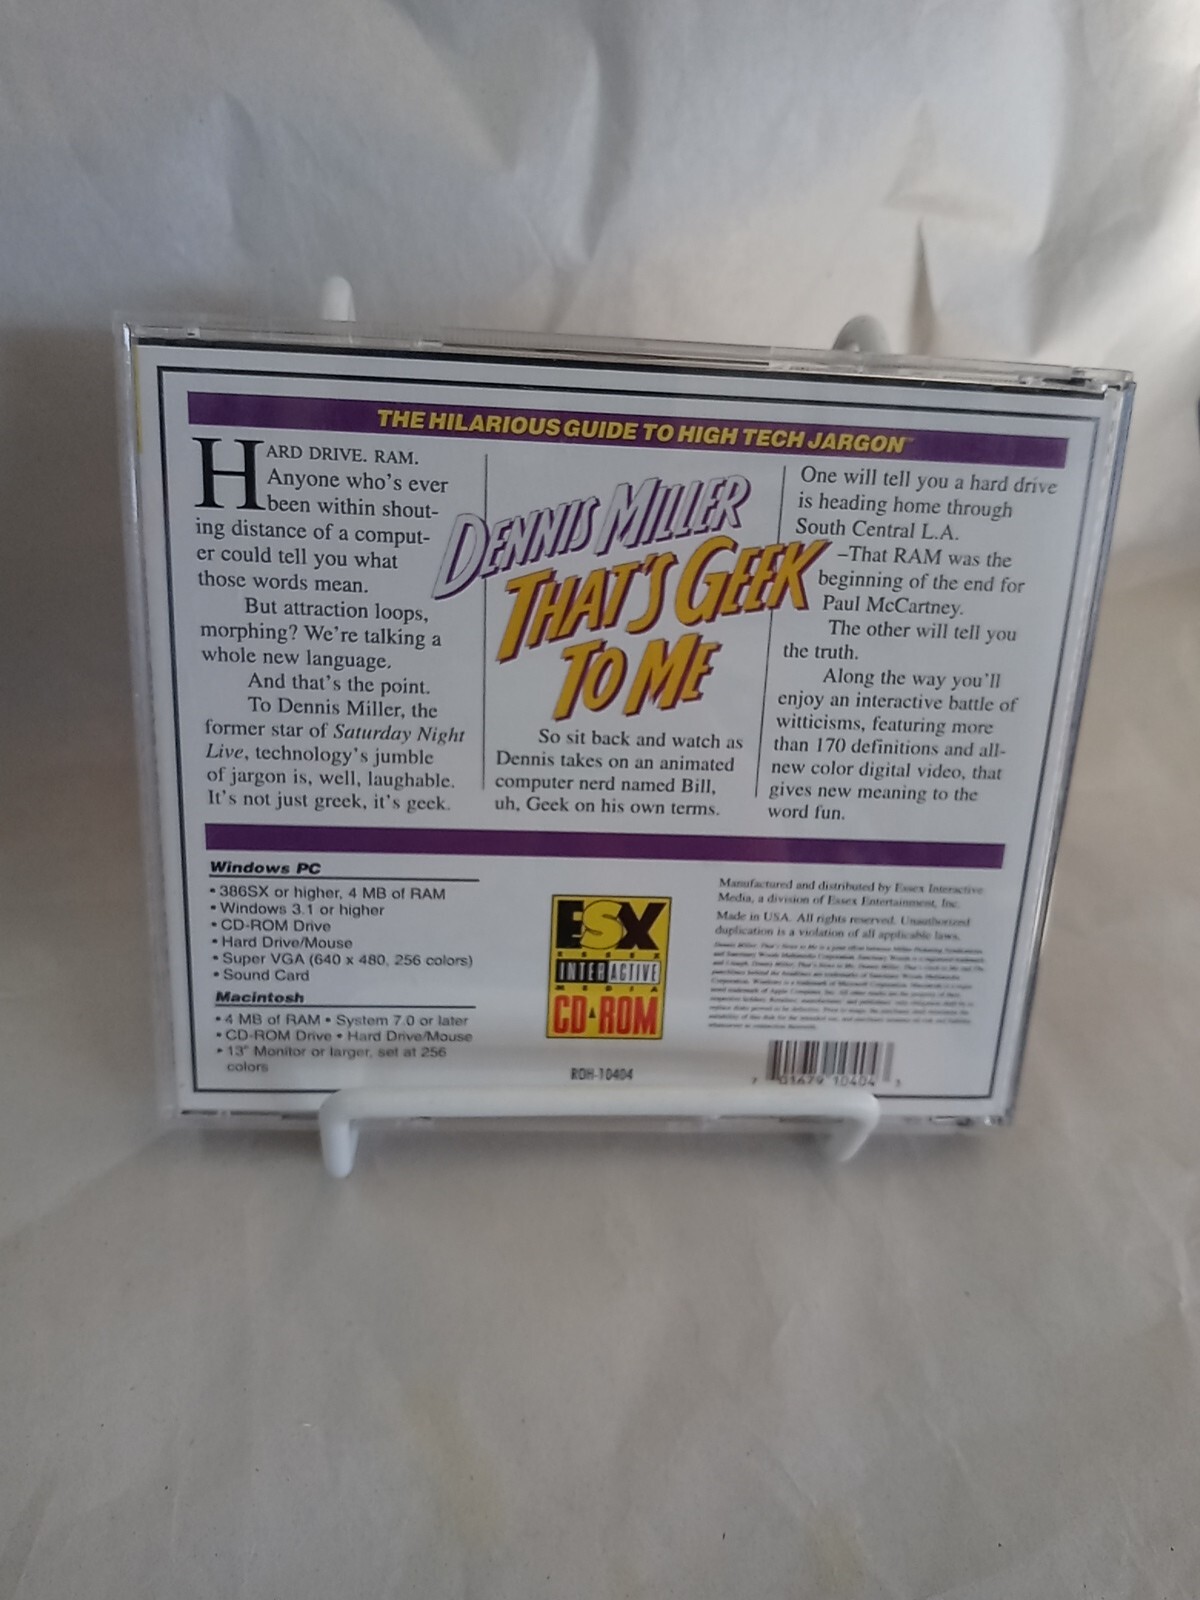 THE HILARIOUS GUIDE TO HIGH TECH JARGON™
HARD DRIVE. RAM.
Anyone who's ever
been within shout-
ing distance of a comput-
er could tell you what
those words mean.
But attraction loops,
morphing? We're talking a
whole new language.
And that's the point.
To Dennis Miller, the
former star of Saturday Night
Live, technology's jumble
of jargon is, well, laughable.
It's not just greek, it's geek.
DENNIS MILLER
THAT'S GEEK
TO ME
So sit back and watch as
Dennis takes on an animated
computer nerd named Bill,
uh, Geek on his own terms.
One will tell you a hard drive
is heading home through
South Central L.A.
–That RAM was the
beginning of the end for
Paul McCartney.
The other will tell you
the truth.
Along the way you'll
enjoy an interactive battle of
witticisms, featuring more
than 170 definitions and all-
new color digital video, that
gives new meaning to the
word fun.
Windows PC
• 386SX or higher, 4 MB of RAM
• Windows 3.1 or higher
• CD-ROM Drive
• Hard Drive/Mouse
• Super VGA (640 x 480, 256 colors)
• Sound Card
Macintosh
• 4 MB of RAM • System 7.0 or later
• CD-ROM Drive • Hard Drive/Mouse
• 13" Monitor or larger, set at 256
colors
ESX
ESSEX
INTERACTIVE
MEDIA
CD-ROM
RDH-10404
Manufactured and distributed by Essex Interactive
Media, a division of Essex Entertainment, Inc.
Made in USA. All rights reserved. Unauthorized
duplication is a violation of all applicable laws.
7 01679 10404 3